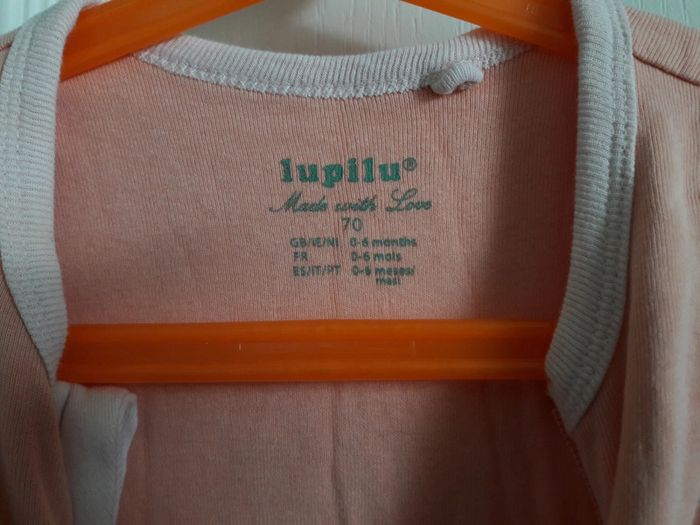 lupilu®
Made with Love
70
GB/IE/NI 0-6 months
FR 0-6 mois
ES/IT/PT 0-6 meses/
mesi